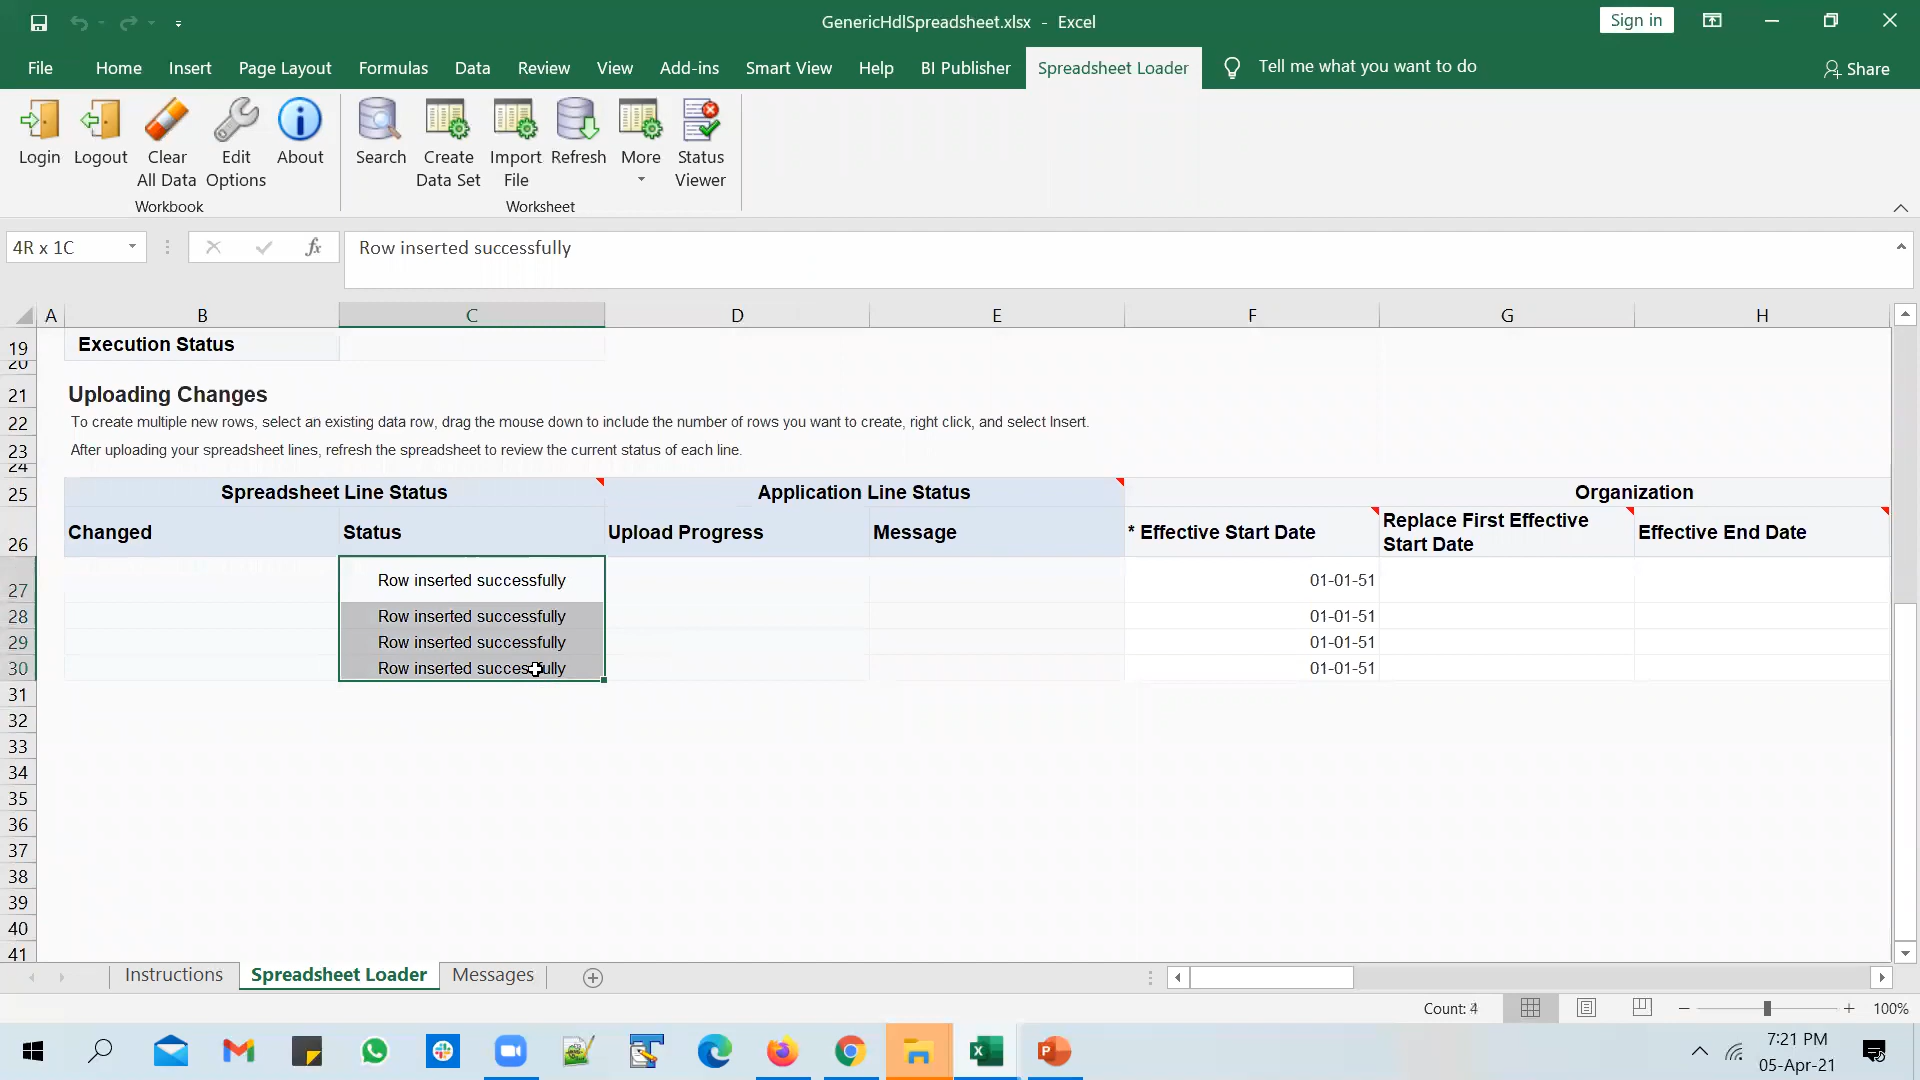 GenericHdlSpreadsheet.xlsx - Excel
Sign in
File Home Insert Page Layout Formulas Data Review View Add-ins Smart View Help BI Publisher Spreadsheet Loader Tell me what you want to do Share
Login Logout Clear All Data Edit Options About Search Create Data Set Import File Refresh More Status Viewer
Workbook Worksheet
4R x 1C fx Row inserted successfully
A B C D E F G H
19 Execution Status
20
21 Uploading Changes
22 To create multiple new rows, select an existing data row, drag the mouse down to include the number of rows you want to create, right click, and select Insert.
23 After uploading your spreadsheet lines, refresh the spreadsheet to review the current status of each line.
24
25 Spreadsheet Line Status Application Line Status Organization
26 Changed Status Upload Progress Message * Effective Start Date Replace First Effective Start Date Effective End Date
27 Row inserted successfully 01-01-51
28 Row inserted successfully 01-01-51
29 Row inserted successfully 01-01-51
30 Row inserted successfully 01-01-51
31
32
33
34
35
36
37
38
39
40
41
Instructions Spreadsheet Loader Messages
Count: 4 100%
7:21 PM
05-Apr-21